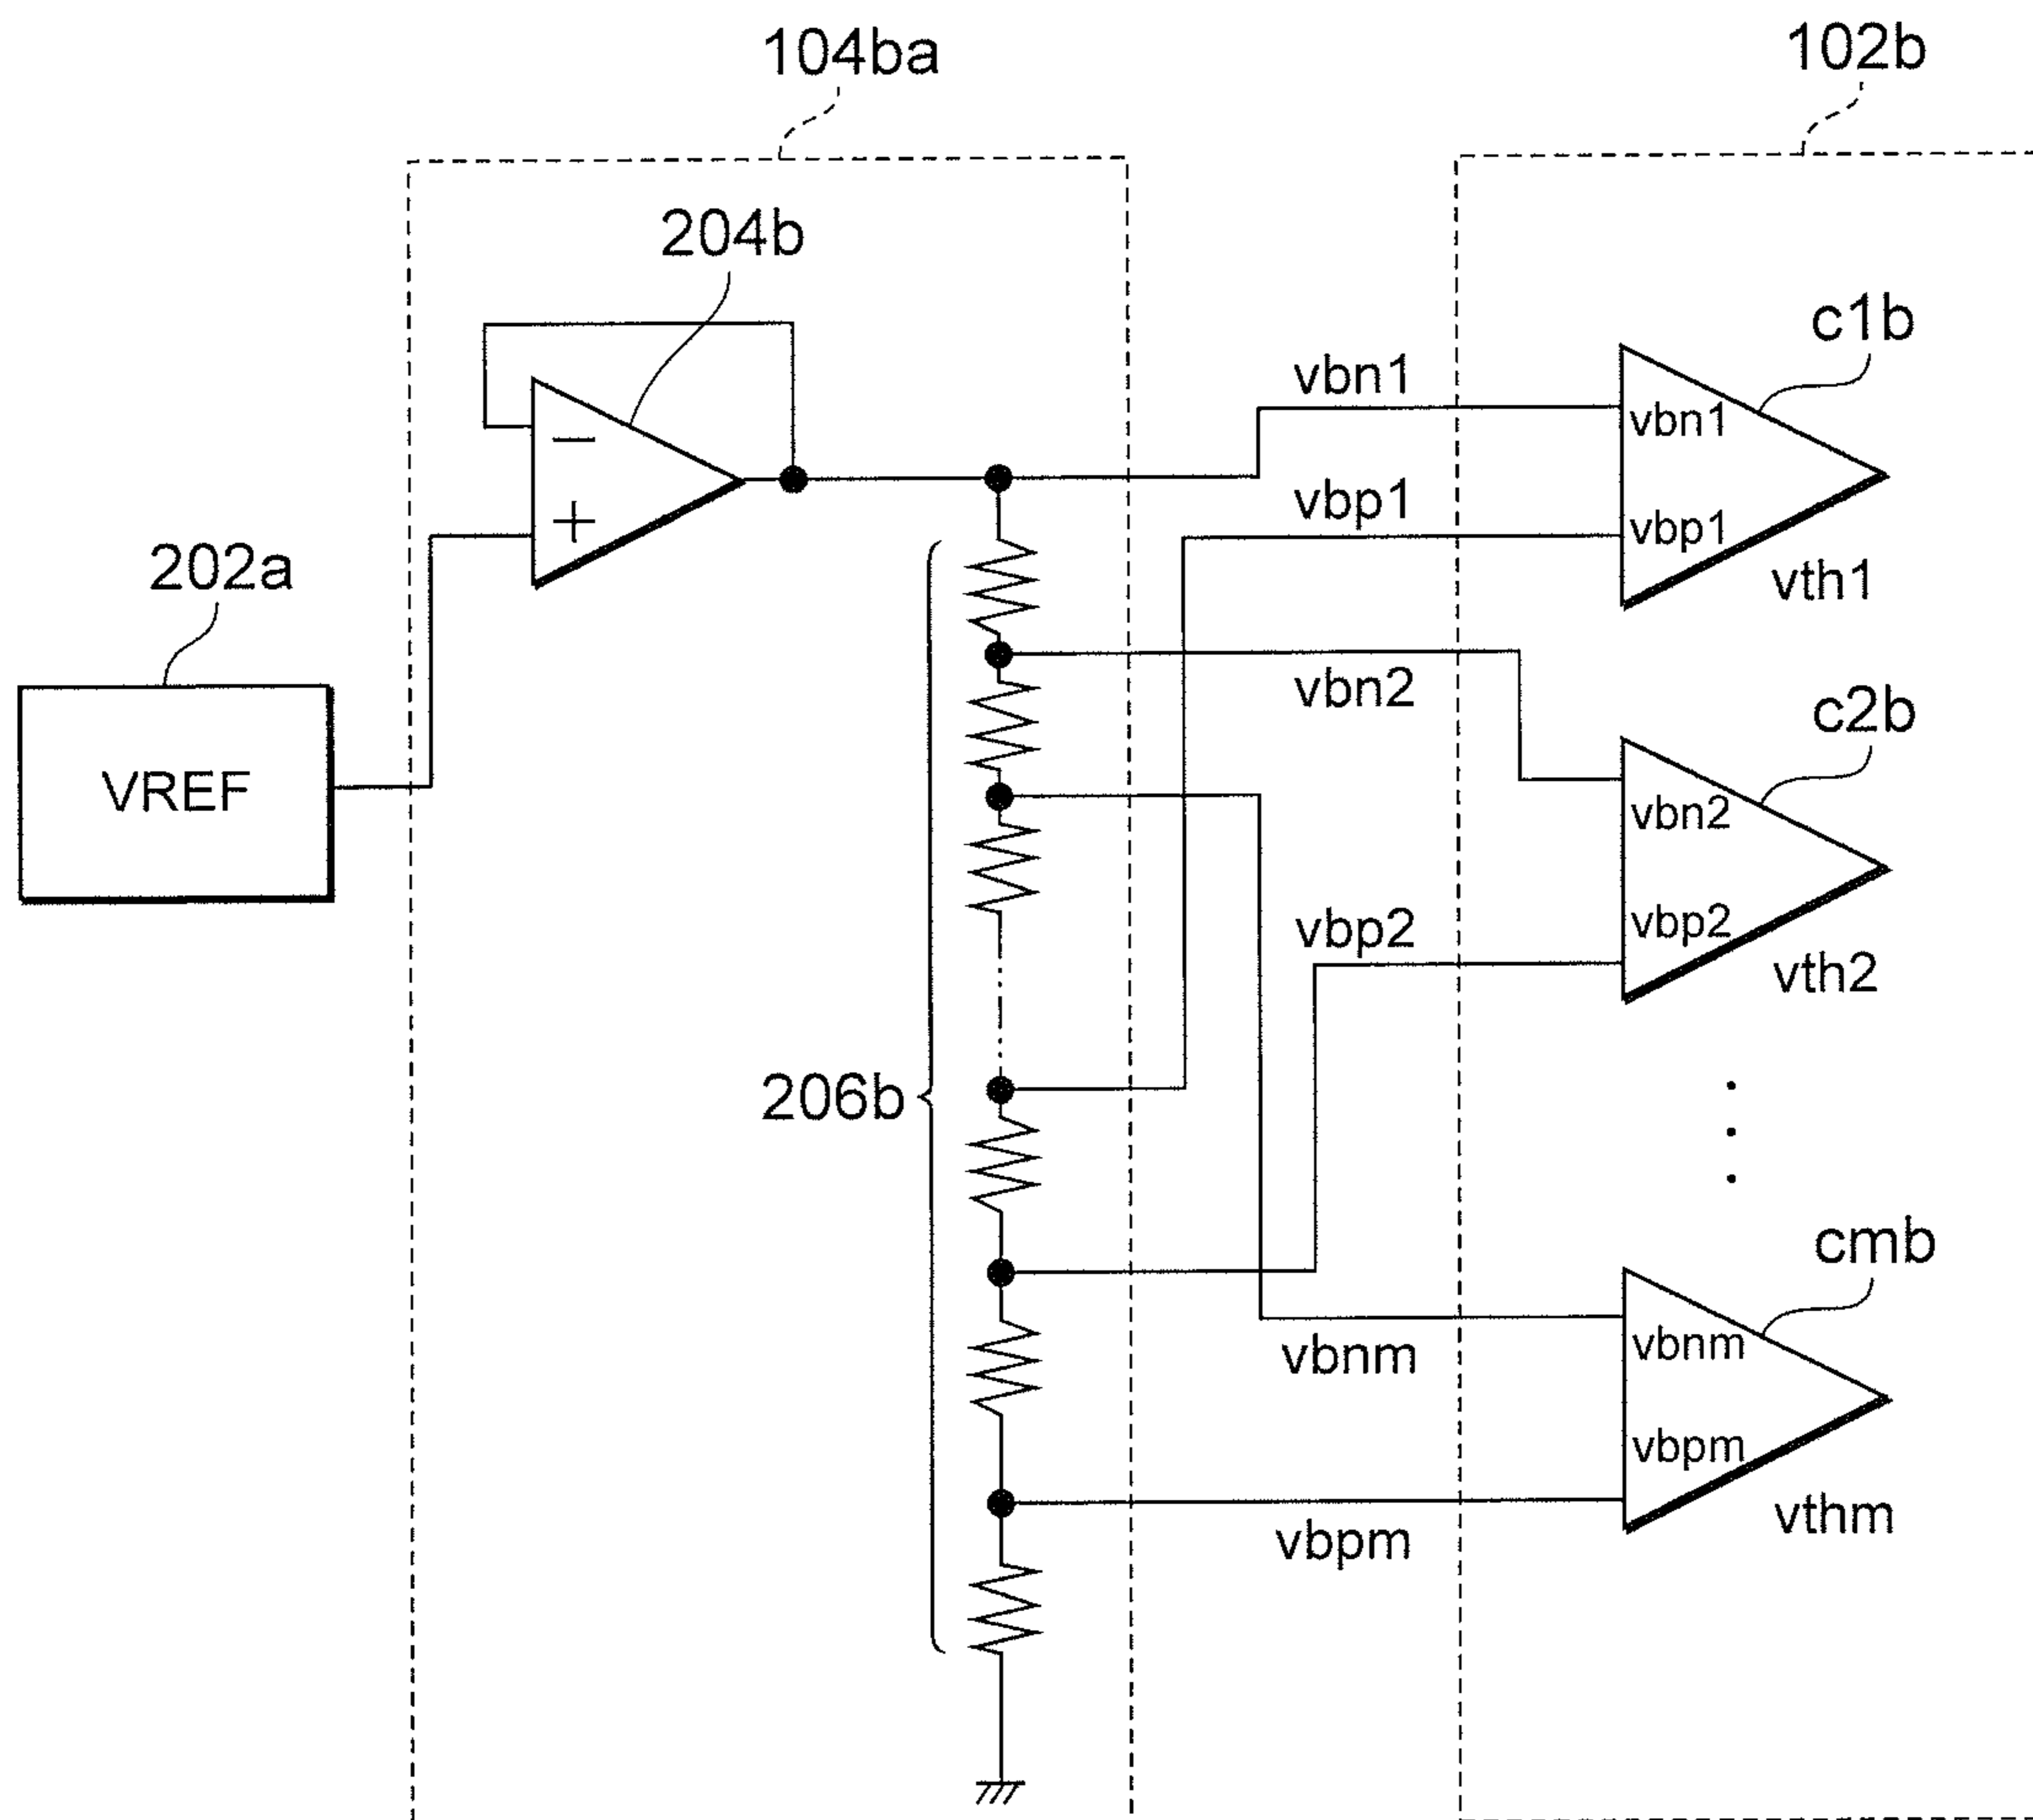 104ba
102b
204b
c1b
vbn1
vbn1
vbp1
vbp1
vth1
202a
VREF
vbn2
c2b
vbn2
vbp2
vbp2
vth2
206b
cmb
vbnm
vbnm
vbpm
vbpm
vthm